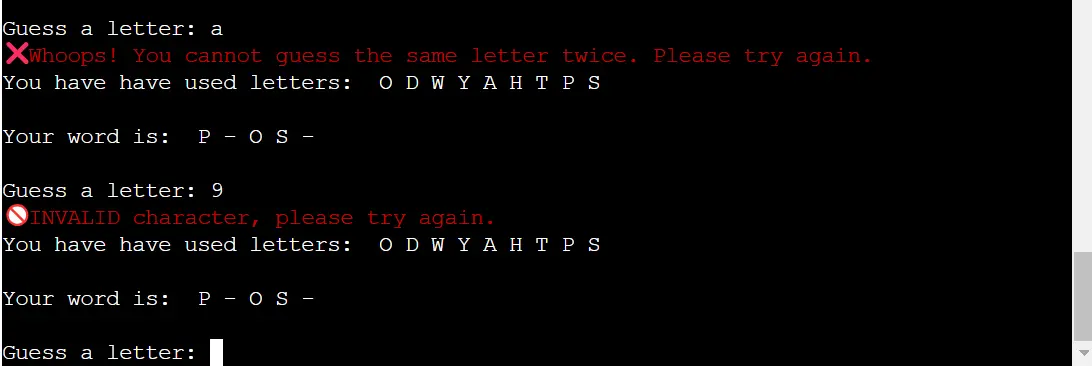 Guess a letter: a
❌Whoops! You cannot guess the same letter twice. Please try again.
You have have used letters:  O D W Y A H T P S
Your word is:  P - O S -
Guess a letter: 9
🚫INVALID character, please try again.
You have have used letters:  O D W Y A H T P S
Your word is:  P - O S -
Guess a letter: